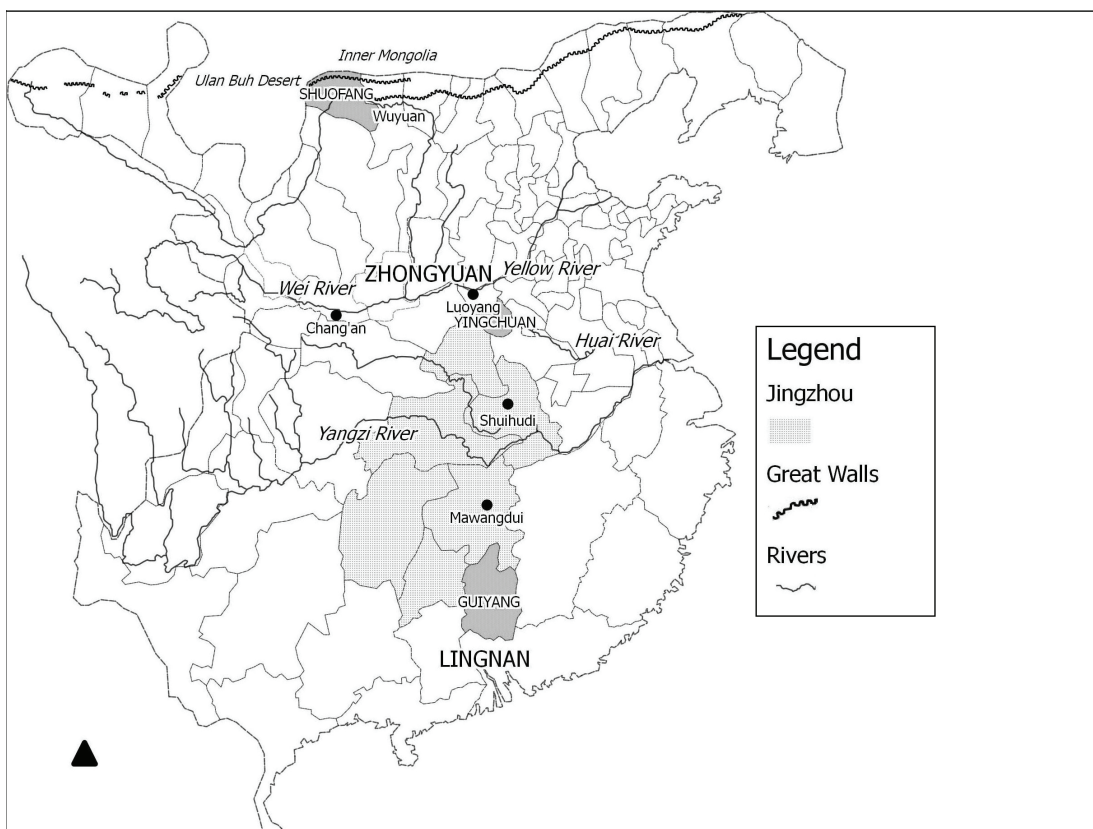 Inner Mongolia
Ulan Buh Desert
SHUOFANG
Wuyuan
ZHONGYUAN
Yellow River
Wei River
Luoyang
Chang'an
YINGCHUAN
Huai River
Shuihudi
Yangzi River
Mawangdui
GUIYANG
LINGNAN
Legend
Jingzhou
Great Walls
Rivers